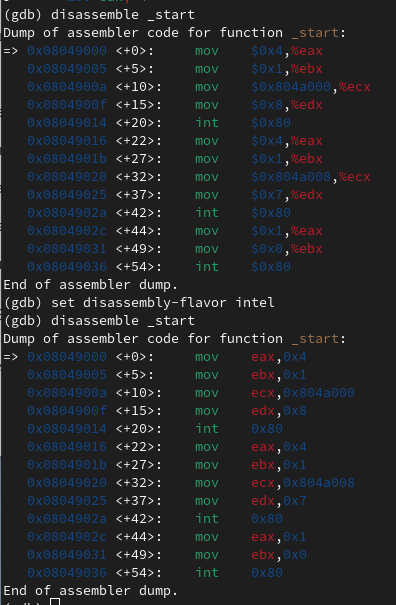 (gdb) disassemble _start
Dump of assembler code for function _start:
=> 0x08049000 <+0>:     mov    $0x4,%eax
   0x08049005 <+5>:     mov    $0x1,%ebx
   0x0804900a <+10>:    mov    $0x804a000,%ecx
   0x0804900f <+15>:    mov    $0x8,%edx
   0x08049014 <+20>:    int    $0x80
   0x08049016 <+22>:    mov    $0x4,%eax
   0x0804901b <+27>:    mov    $0x1,%ebx
   0x08049020 <+32>:    mov    $0x804a008,%ecx
   0x08049025 <+37>:    mov    $0x7,%edx
   0x0804902a <+42>:    int    $0x80
   0x0804902c <+44>:    mov    $0x1,%eax
   0x08049031 <+49>:    mov    $0x0,%ebx
   0x08049036 <+54>:    int    $0x80
End of assembler dump.
(gdb) set disassembly-flavor intel
(gdb) disassemble _start
Dump of assembler code for function _start:
=> 0x08049000 <+0>:     mov    eax,0x4
   0x08049005 <+5>:     mov    ebx,0x1
   0x0804900a <+10>:    mov    ecx,0x804a000
   0x0804900f <+15>:    mov    edx,0x8
   0x08049014 <+20>:    int    0x80
   0x08049016 <+22>:    mov    eax,0x4
   0x0804901b <+27>:    mov    ebx,0x1
   0x08049020 <+32>:    mov    ecx,0x804a008
   0x08049025 <+37>:    mov    edx,0x7
   0x0804902a <+42>:    int    0x80
   0x0804902c <+44>:    mov    eax,0x1
   0x08049031 <+49>:    mov    ebx,0x0
   0x08049036 <+54>:    int    0x80
End of assembler dump.
(gdb)